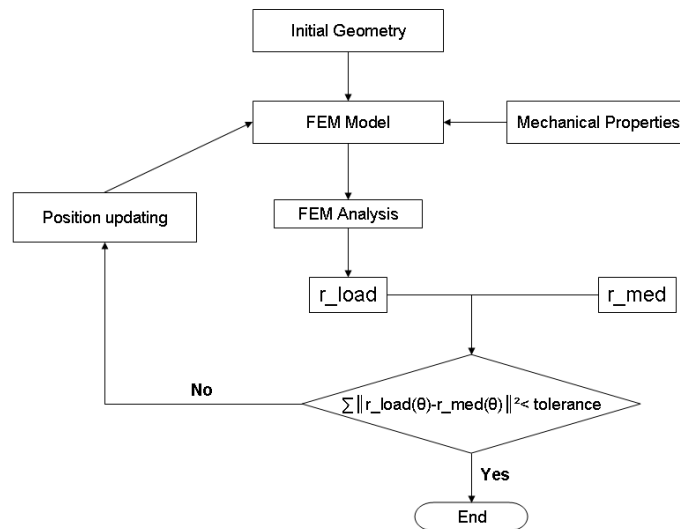 Initial Geometry
FEM Model
Mechanical Properties
Position updating
FEM Analysis
r_load
r_med
No
∑‖r_load(θ)-r_med(θ)‖²< tolerance
Yes
End